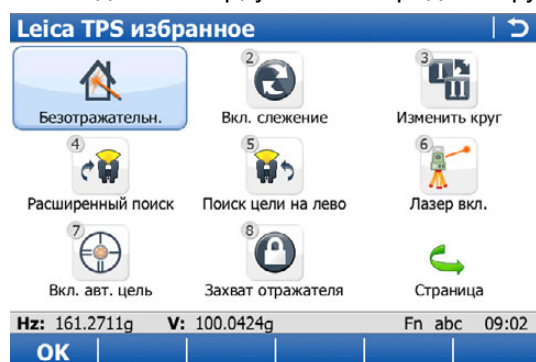 Leica TPS избранное
2 3
Безотражательн. Вкл. слежение Изменить круг
4 5 6
Расширенный поиск Поиск цели на лево Лазер вкл.
7 8
Вкл. авт. цель Захват отражателя Страница
Hz: 161.2711g V: 100.0424g Fn abc 09:02
OK